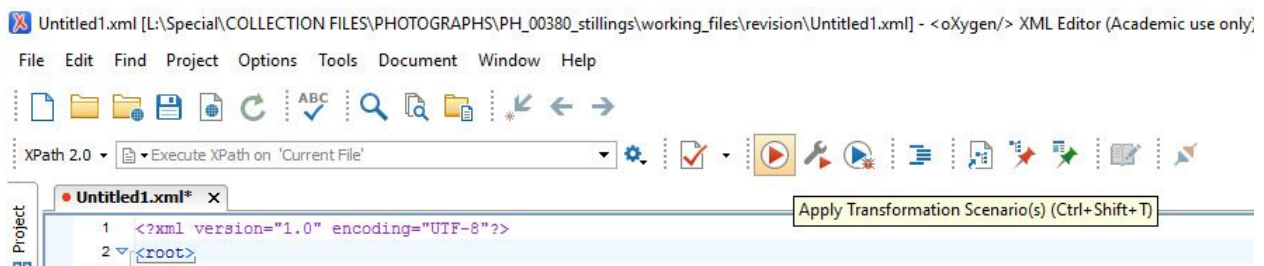 Untitled1.xml [L:\Special\COLLECTION FILES\PHOTOGRAPHS\PH_00380_stillings\working_files\revision\Untitled1.xml] - <oXygen/> XML Editor (Academic use only)
File Edit Find Project Options Tools Document Window Help
ABC
XPath 2.0 Execute XPath on 'Current File'
Untitled1.xml* x
Apply Transformation Scenario(s) (Ctrl+Shift+T)
Project
1 <?xml version="1.0" encoding="UTF-8"?>
2 <root>